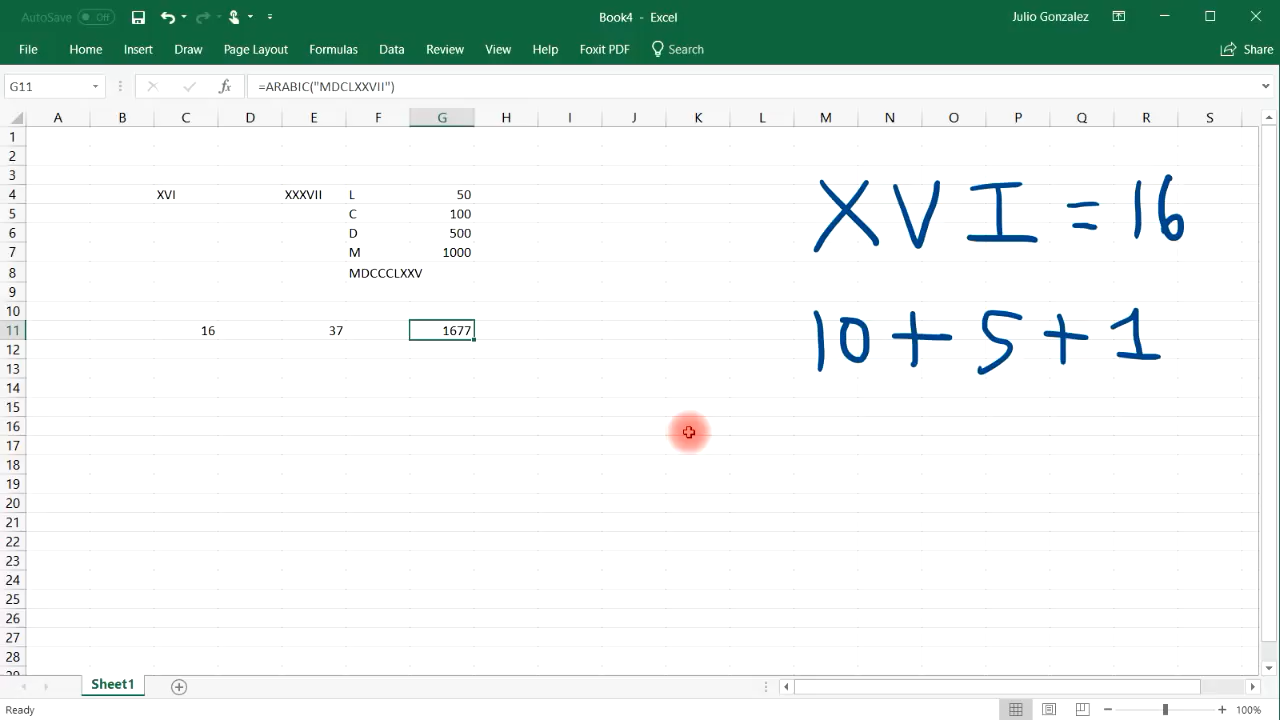 AutoSave Off Book4 - Excel Julio Gonzalez
File Home Insert Draw Page Layout Formulas Data Review View Help Foxit PDF Search Share
G11 fx =ARABIC("MDCLXXVII")
A B C D E F G H I J K L M N O P Q R S
1
2
3
4 XVI XXXVII L 50
5 C 100
6 D 500
7 M 1000
8 MDCCCLXXV
9
10
11 16 37 1677
12
13
14
15
16
17
18
19
20
21
22
23
24
25
26
27
28
29
XVI = 16
10 + 5 + 1
Sheet1
Ready 100%